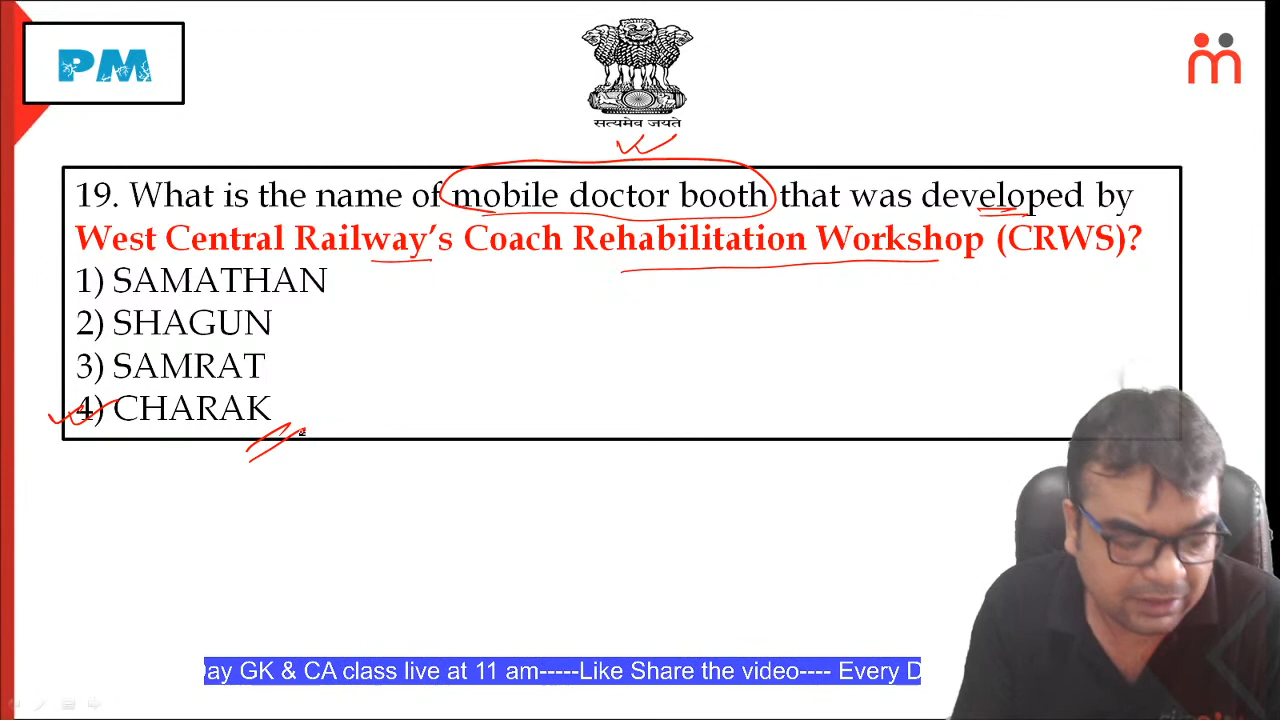 PM
सत्यमेव जयते
19. What is the name of mobile doctor booth that was developed by
West Central Railway’s Coach Rehabilitation Workshop (CRWS)?
1) SAMATHAN
2) SHAGUN
3) SAMRAT
4) CHARAK
ay GK & CA class live at 11 am-----Like Share the video---- Every D